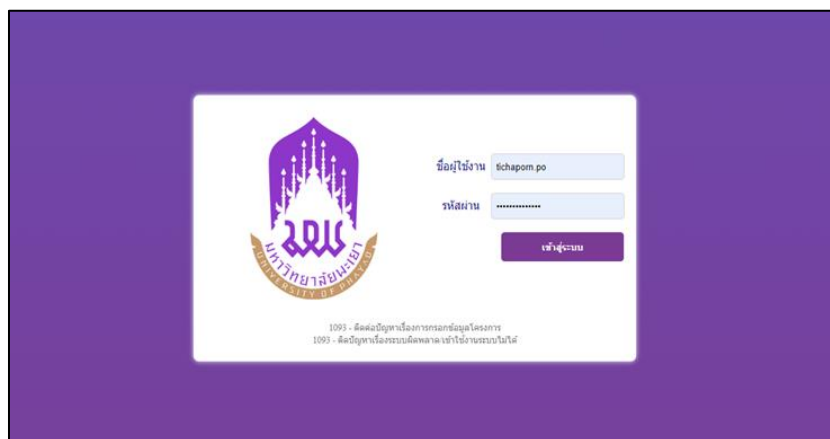 ชื่อผู้ใช้งาน
tichaporn.po
รหัสผ่าน
••••••••••••••
เข้าสู่ระบบ
มหาวิทยาลัยพะเยา
UNIVERSITY OF PHAYAO
1093 - ติดต่อปัญหาเรื่องการกรอกข้อมูลโครงการ
1093 - ติดปัญหาเรื่องระบบผิดพลาด/เข้าใช้งานระบบไม่ได้